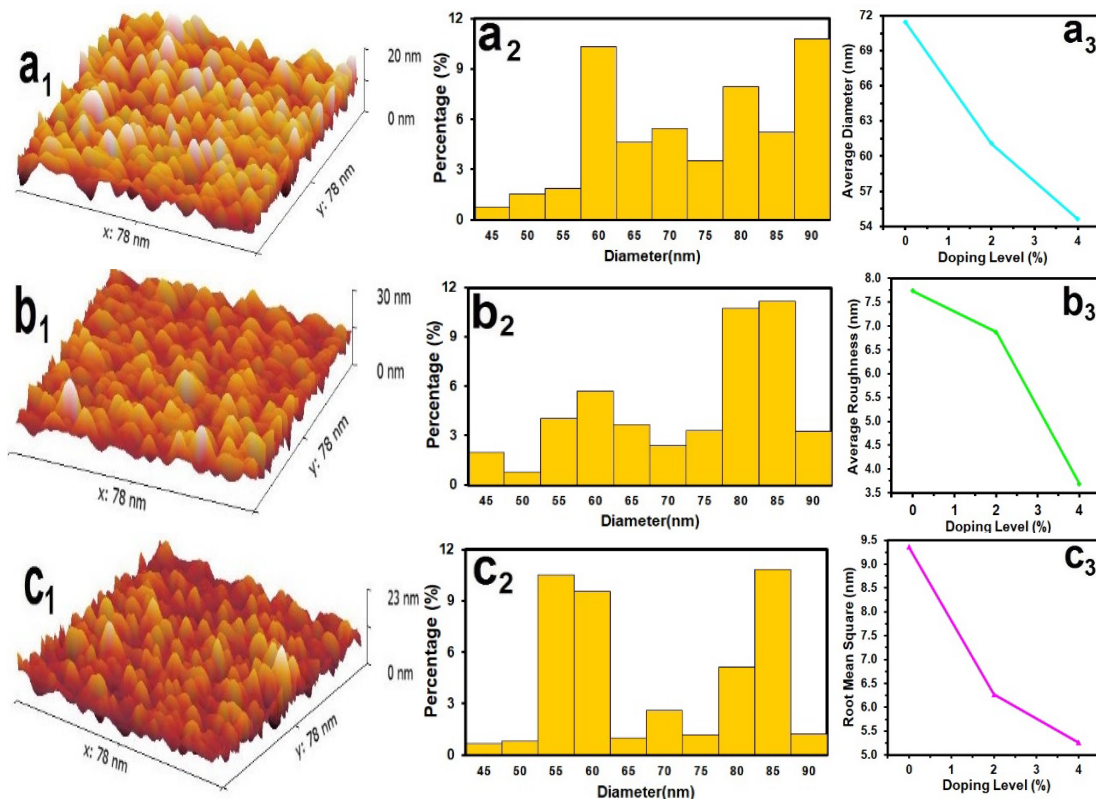 a1
20 nm
0 nm
y: 78 nm
x: 78 nm
a2
Percentage (%)
12
9
6
3
0
45 50 55 60 65 70 75 80 85 90
Diameter(nm)
a3
Average Diameter (nm)
72
69
66
63
60
57
54
0 1 2 3 4
Doping Level (%)
b1
30 nm
0 nm
y: 78 nm
x: 78 nm
b2
Percentage (%)
12
9
6
3
0
45 50 55 60 65 70 75 80 85 90
Diameter(nm)
b3
Average Roughness (nm)
8.0
7.5
7.0
6.5
6.0
5.5
5.0
4.5
4.0
3.5
0 1 2 3 4
Doping Level (%)
c1
23 nm
0 nm
y: 78 nm
x: 78 nm
c2
Percentage (%)
12
9
6
3
0
45 50 55 60 65 70 75 80 85 90
Diameter(nm)
c3
Root Mean Square (nm)
9.5
9.0
8.5
8.0
7.5
7.0
6.5
6.0
5.5
5.0
0 1 2 3 4
Doping Level (%)